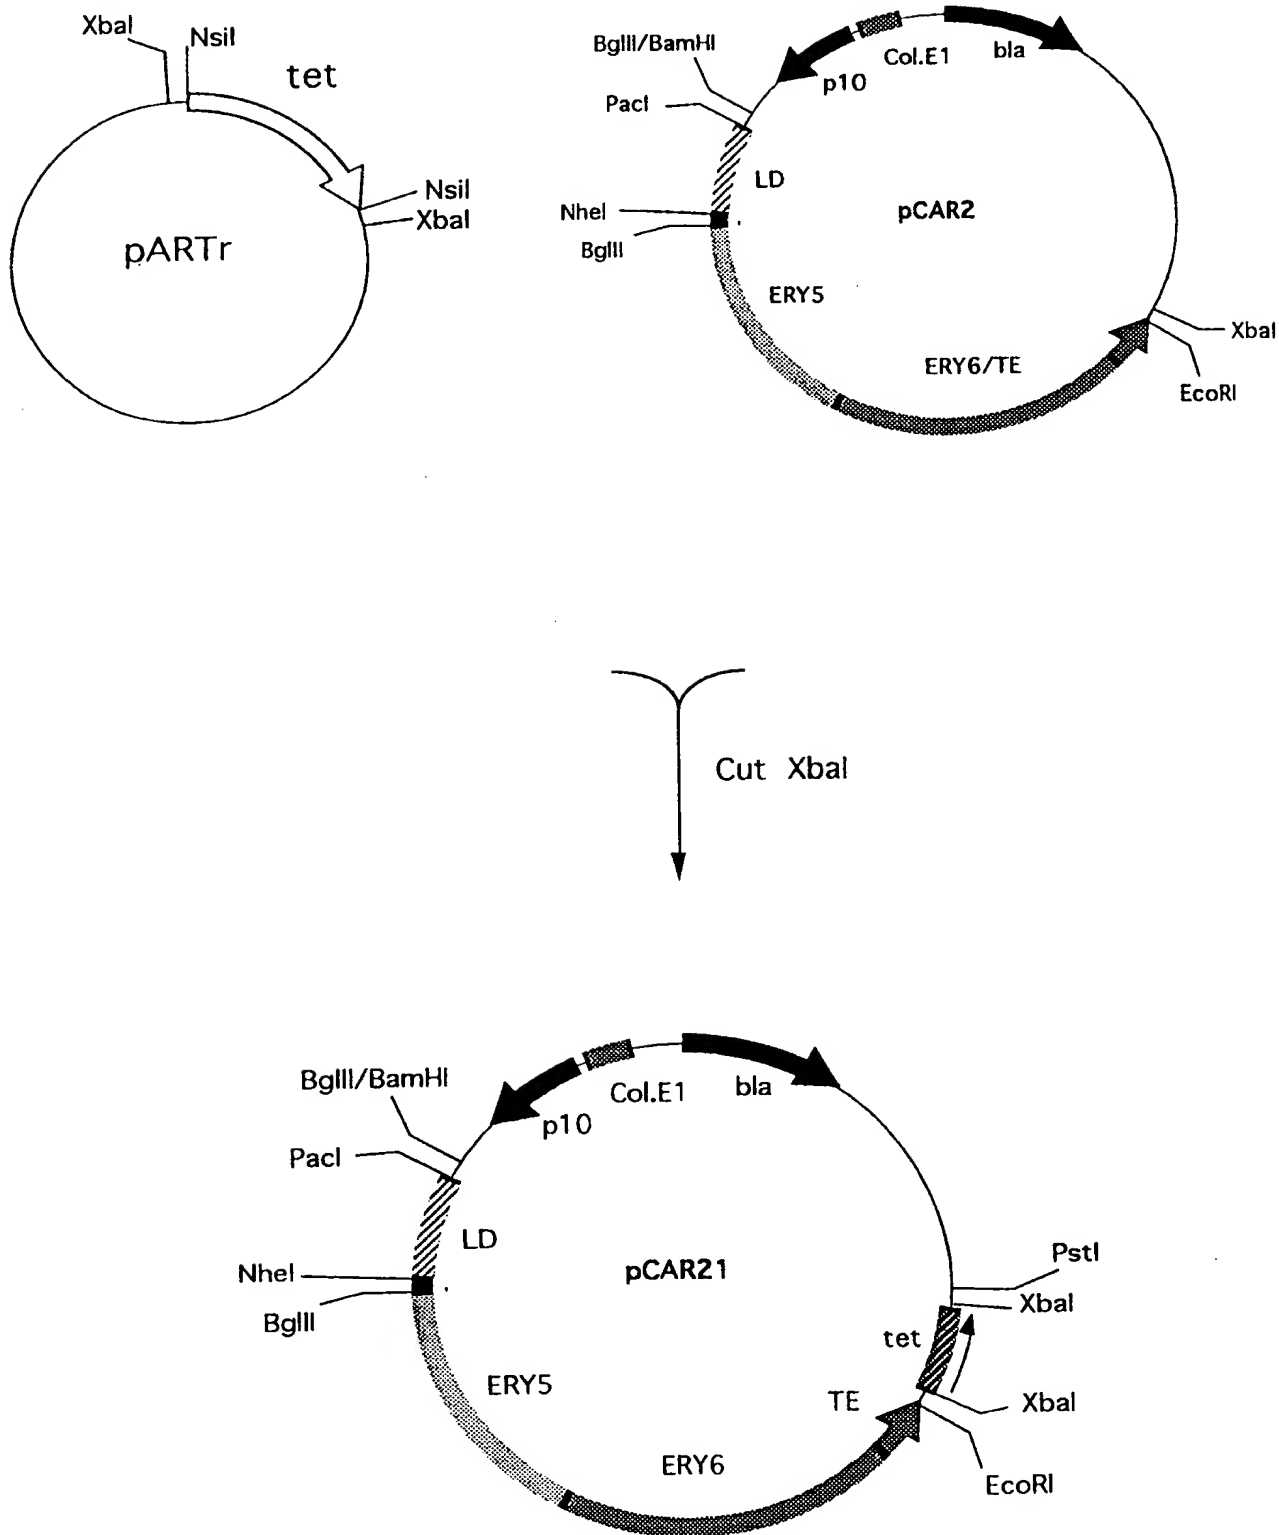 XbaI
NsiI
tet
NsiI
XbaI
pARTr
BglII/BamHI
PacI
NheI
BglII
p10
Col.E1
bla
LD
pCAR2
ERY5
ERY6/TE
XbaI
EcoRI
Cut XbaI
BglII/BamHI
PacI
NheI
BglII
p10
Col.E1
bla
LD
pCAR21
PstI
XbaI
tet
XbaI
TE
EcoRI
ERY5
ERY6